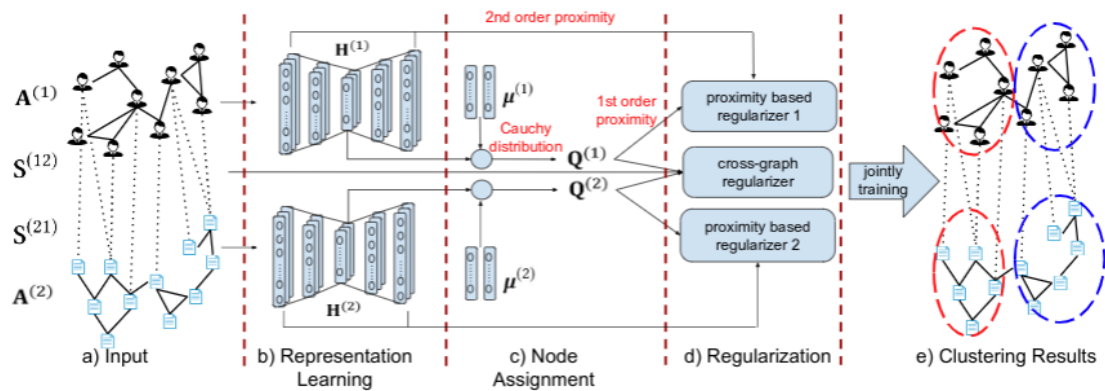 2nd order proximity
H^(1)
A^(1)
μ^(1)
1st order
proximity
proximity based
regularizer 1
Cauchy
distribution
S^(12)
Q^(1)
cross-graph
regularizer
jointly
training
Q^(2)
S^(21)
proximity based
regularizer 2
A^(2)
μ^(2)
H^(2)
a) Input
b) Representation
Learning
c) Node
Assignment
d) Regularization
e) Clustering Results